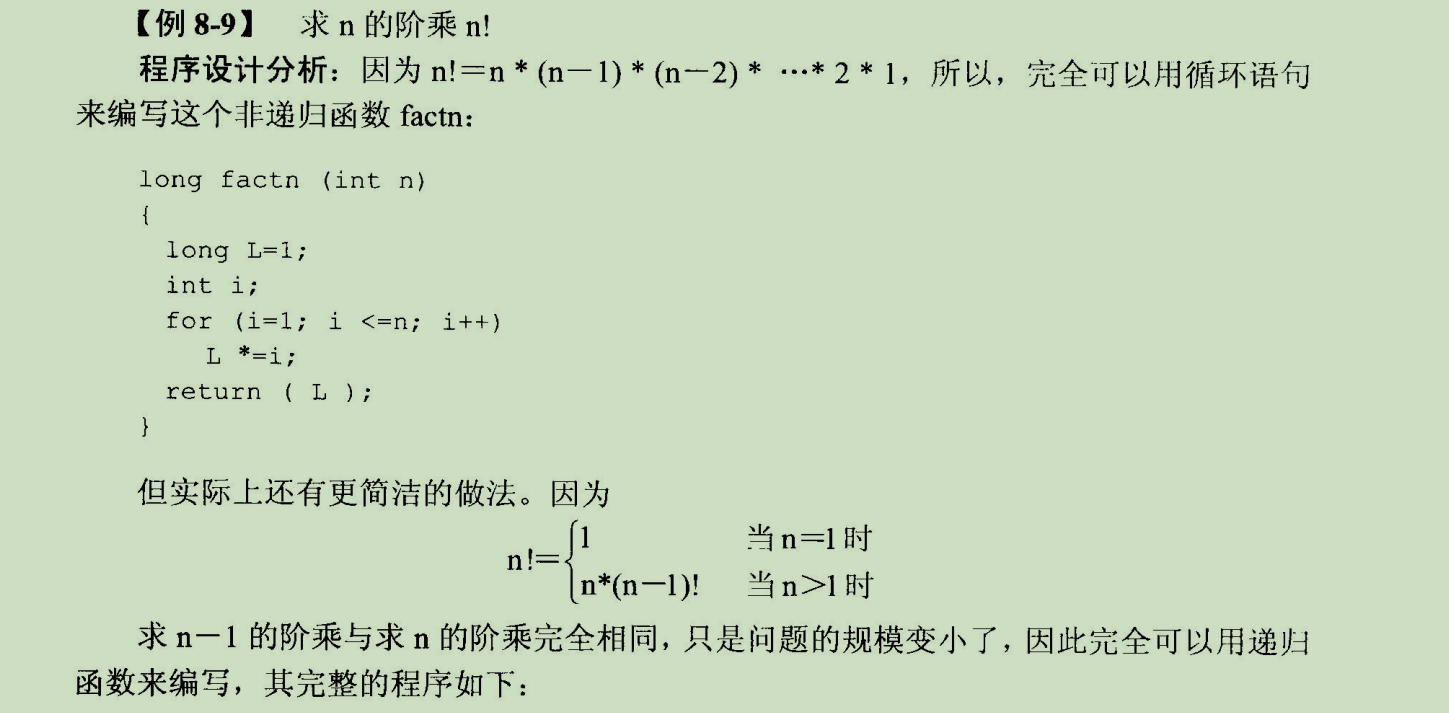 【例 8-9】 求 n 的阶乘 n!
程序设计分析：因为 n!＝n * (n－1) * (n－2) * …* 2 * 1，所以，完全可以用循环语句
来编写这个非递归函数 factn：
long factn (int n)
{
long L=1;
int i;
for (i=1; i <=n; i++)
L *=i;
return ( L );
}
但实际上还有更简洁的做法。因为
n!＝{1 当 n＝1 时
n*(n－1)! 当 n＞1 时
求 n－1 的阶乘与求 n 的阶乘完全相同，只是问题的规模变小了，因此完全可以用递归
函数来编写，其完整的程序如下：